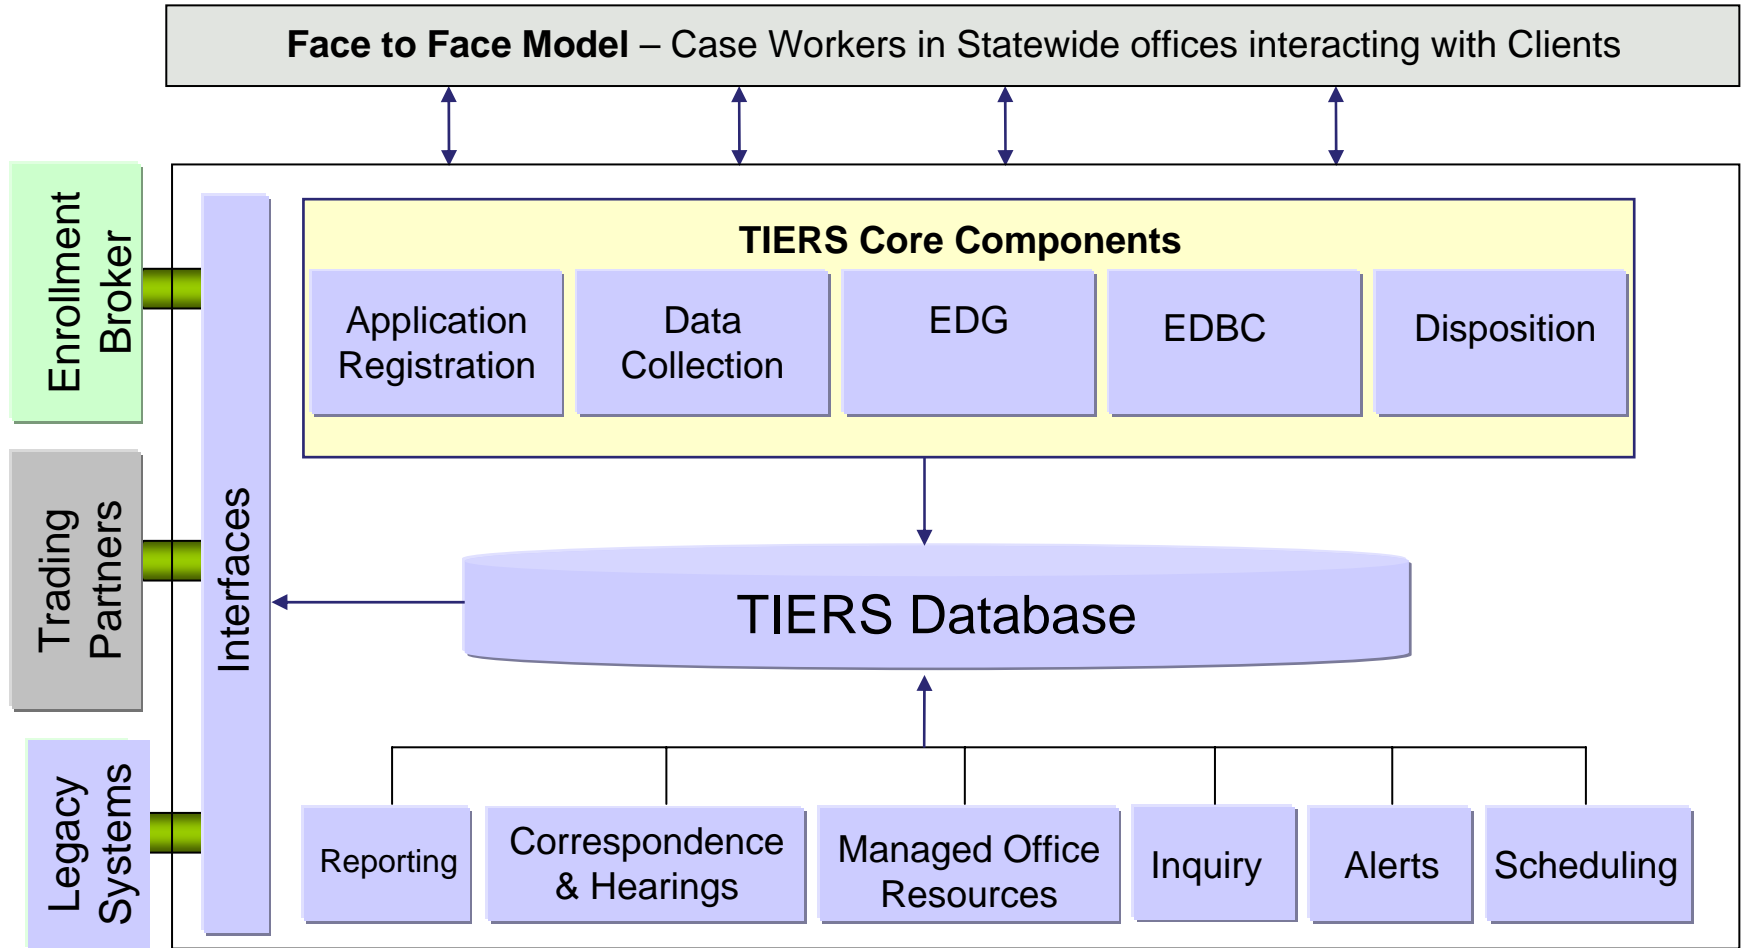 Face to Face Model – Case Workers in Statewide offices interacting with Clients
Enrollment
Broker
Trading
Partners
Legacy
Systems
Interfaces
TIERS Core Components
Application
Registration
Data
Collection
EDG
EDBC
Disposition
TIERS Database
Reporting
Correspondence
& Hearings
Managed Office
Resources
Inquiry
Alerts
Scheduling